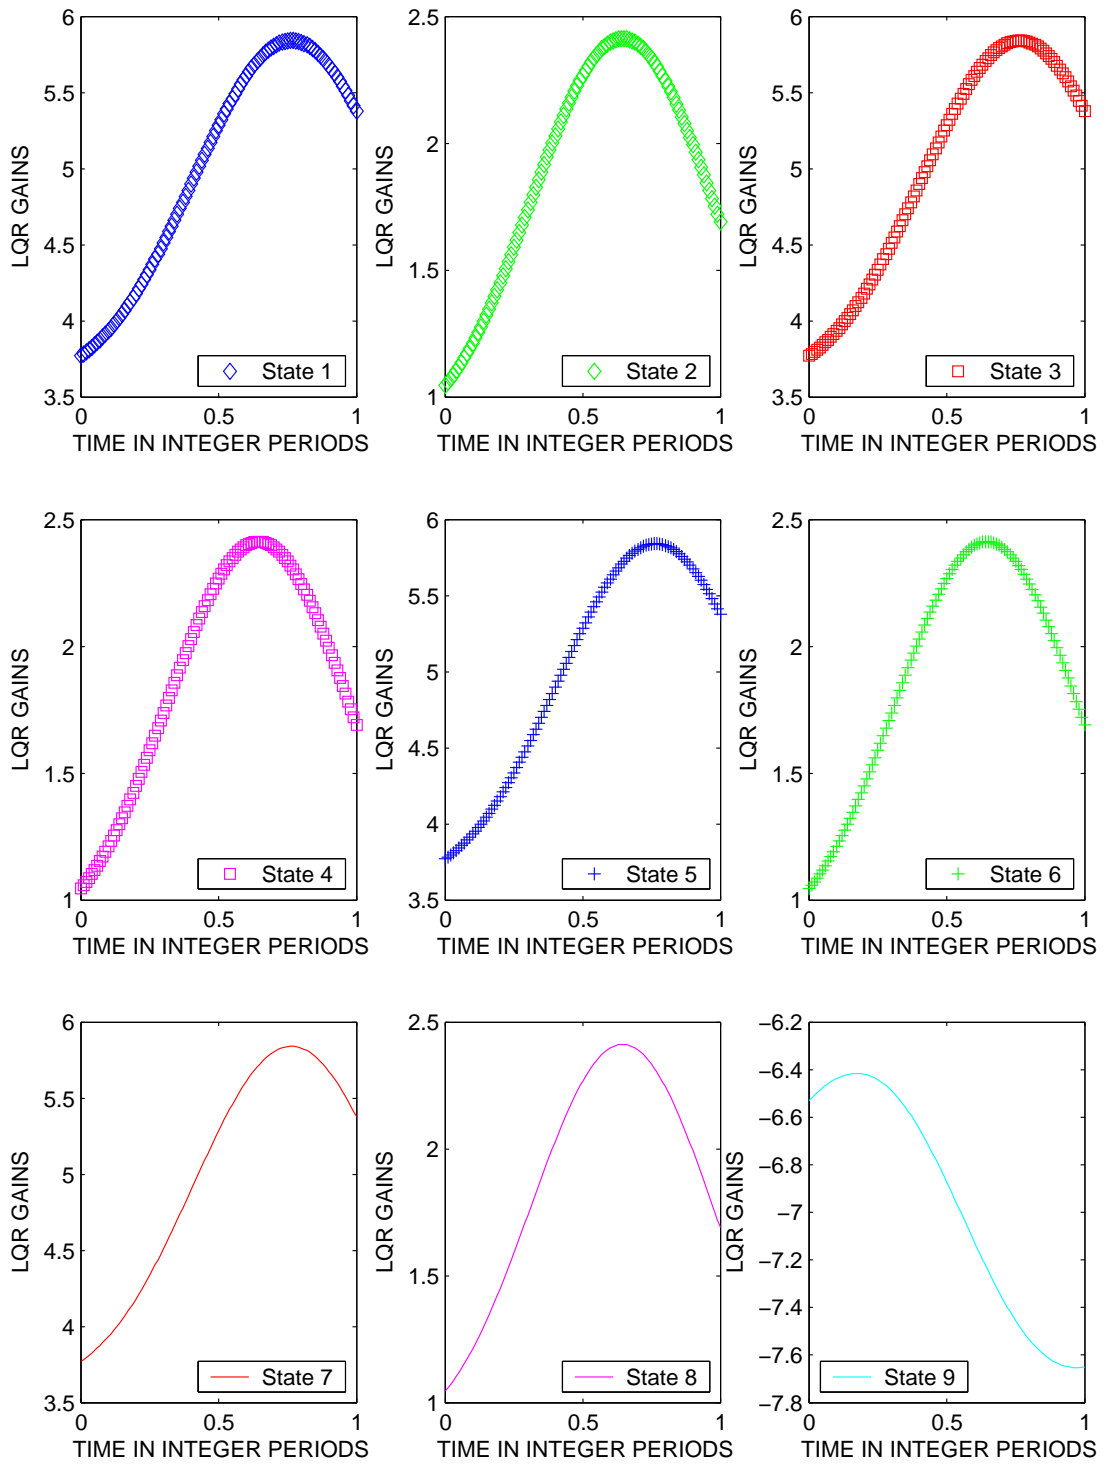 6
5.5
5
4.5
4
3.5
LQR GAINS
0
0.5
1
TIME IN INTEGER PERIODS
State 1
2.5
2
1.5
1
LQR GAINS
0
0.5
1
TIME IN INTEGER PERIODS
State 2
6
5.5
5
4.5
4
3.5
LQR GAINS
0
0.5
1
TIME IN INTEGER PERIODS
State 3
2.5
2
1.5
1
LQR GAINS
0
0.5
1
TIME IN INTEGER PERIODS
State 4
6
5.5
5
4.5
4
3.5
LQR GAINS
0
0.5
1
TIME IN INTEGER PERIODS
State 5
2.5
2
1.5
1
LQR GAINS
0
0.5
1
TIME IN INTEGER PERIODS
State 6
6
5.5
5
4.5
4
3.5
LQR GAINS
0
0.5
1
TIME IN INTEGER PERIODS
State 7
2.5
2
1.5
1
LQR GAINS
0
0.5
1
TIME IN INTEGER PERIODS
State 8
−6.2
−6.4
−6.6
−6.8
−7
−7.2
−7.4
−7.6
−7.8
LQR GAINS
0
0.5
1
TIME IN INTEGER PERIODS
State 9